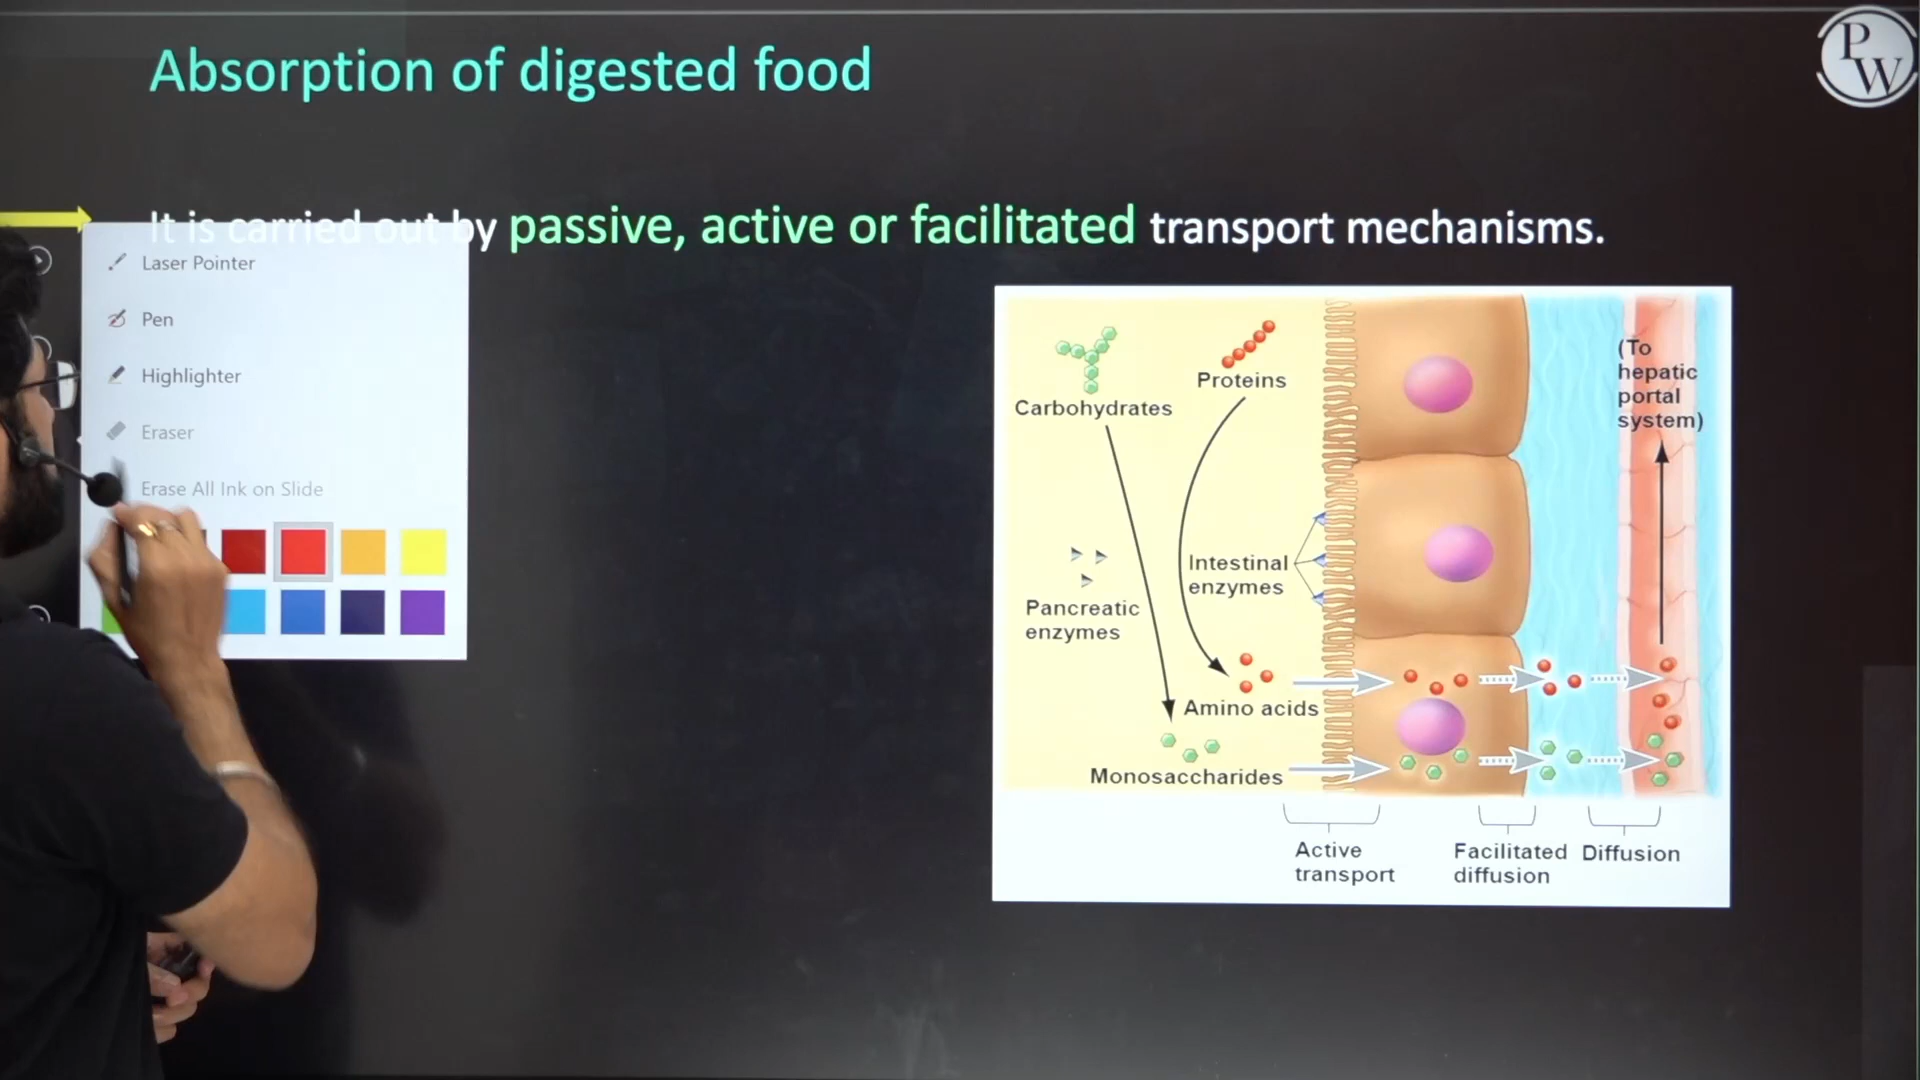 Absorption of digested food
PW
It is carried out by passive, active or facilitated transport mechanisms.
Laser Pointer
Pen
Highlighter
Eraser
Erase All Ink on Slide
Carbohydrates
Proteins
(To
hepatic
portal
system)
Intestinal
enzymes
Pancreatic
enzymes
Amino acids
Monosaccharides
Active
transport
Facilitated
diffusion
Diffusion